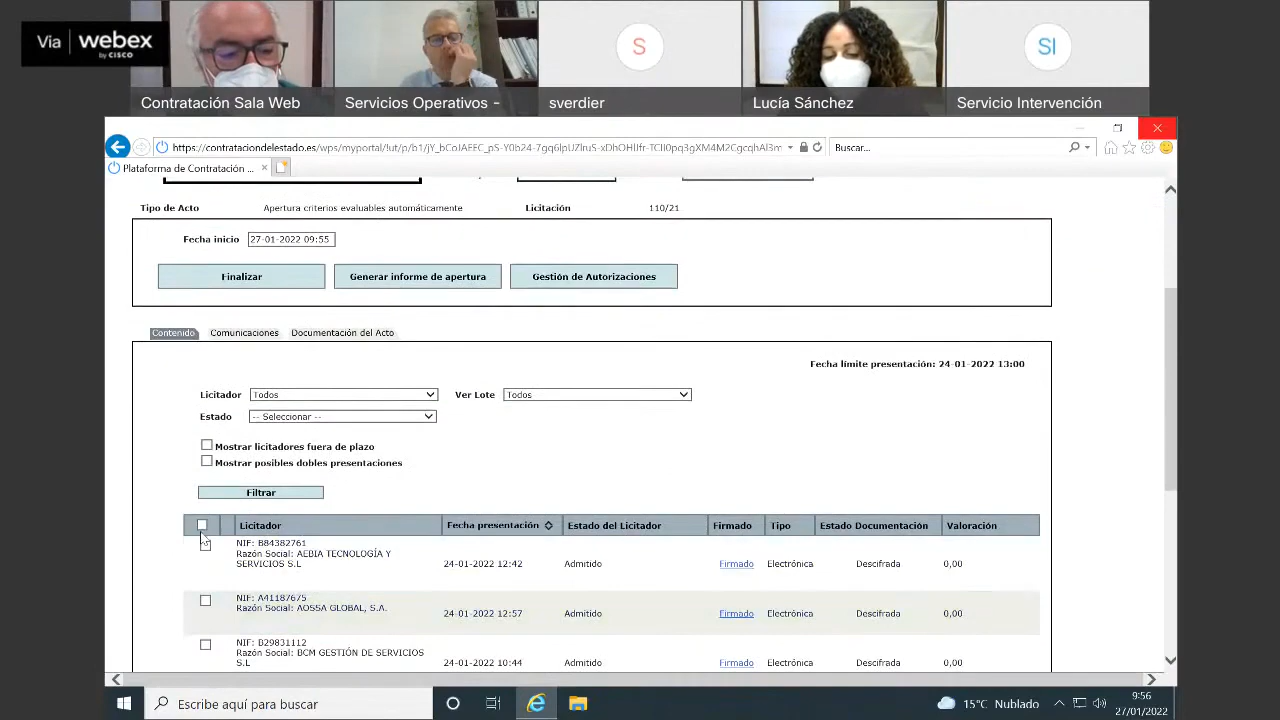 Via webex
by CISCO
S
SI
Contratación Sala Web
Servicios Operativos -
sverdier
Lucía Sánchez
Servicio Intervención
Buscar...
Plataforma de Contratación ...
Tipo de Acto
Apertura criterios evaluables automáticamente
Licitación
110/21
Fecha inicio
27-01-2022 09:55
Finalizar
Generar informe de apertura
Gestión de Autorizaciones
Contenido
Comunicaciones
Documentación del Acto
Fecha límite presentación: 24-01-2022 13:00
Licitador
Todos
Ver Lote
Todos
Estado
-- Seleccionar --
Mostrar licitadores fuera de plazo
Mostrar posibles dobles presentaciones
Filtrar
Licitador
Fecha presentación
Estado del Licitador
Firmado
Tipo
Estado Documentación
Valoración
NIF: B84382761
Razón Social: AEBIA TECNOLOGÍA Y
SERVICIOS S.L
24-01-2022 12:42
Admitido
Firmado
Electrónica
Descifrada
0,00
NIF: A41187675
Razón Social: AOSSA GLOBAL, S.A.
24-01-2022 12:57
Admitido
Firmado
Electrónica
Descifrada
0,00
NIF: B29831112
Razón Social: BCM GESTIÓN DE SERVICIOS
S.L
24-01-2022 10:44
Admitido
Firmado
Electrónica
Descifrada
0,00
Escribe aquí para buscar
15°C Nublado
9:56
27/01/2022